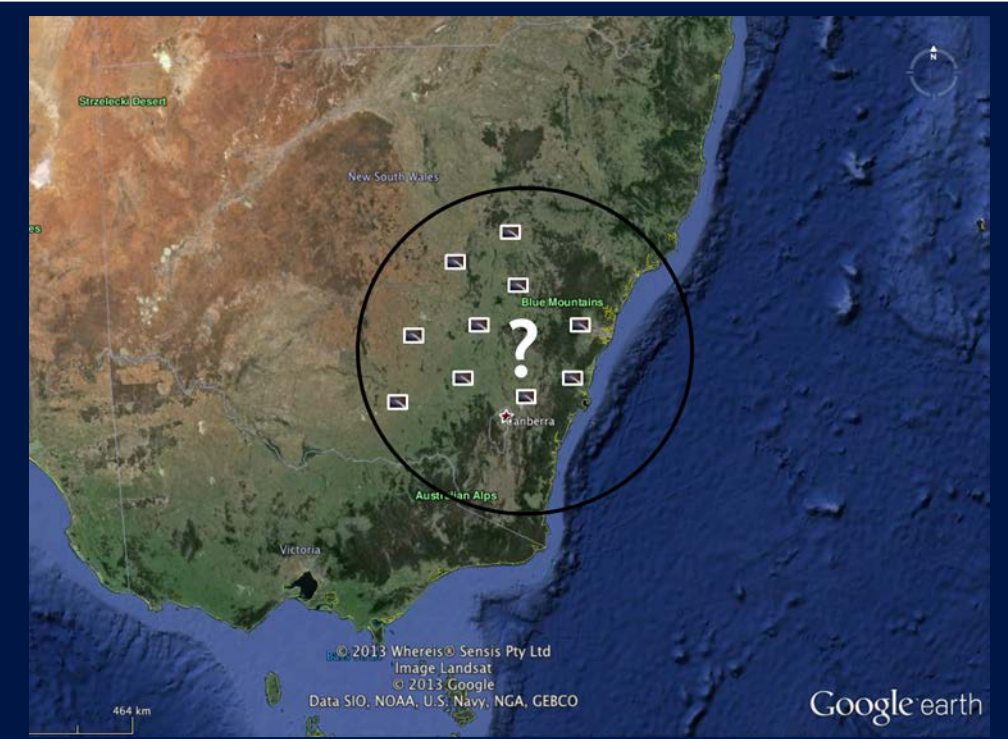 N
Strzelecki Desert
New South Wales
es
Blue Mountains
?
Canberra
Australian Alps
Victoria
© 2013 Whereis® Sensis Pty Ltd
Image Landsat
© 2013 Google
Data SIO, NOAA, U.S. Navy, NGA, GEBCO
464 km
Google earth